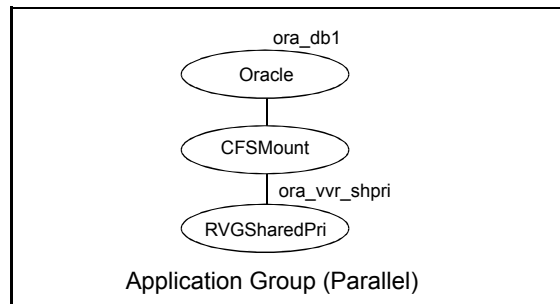 ora_db1
Oracle
CFSMount
ora_vvr_shpri
RVGSharedPri
Application Group (Parallel)